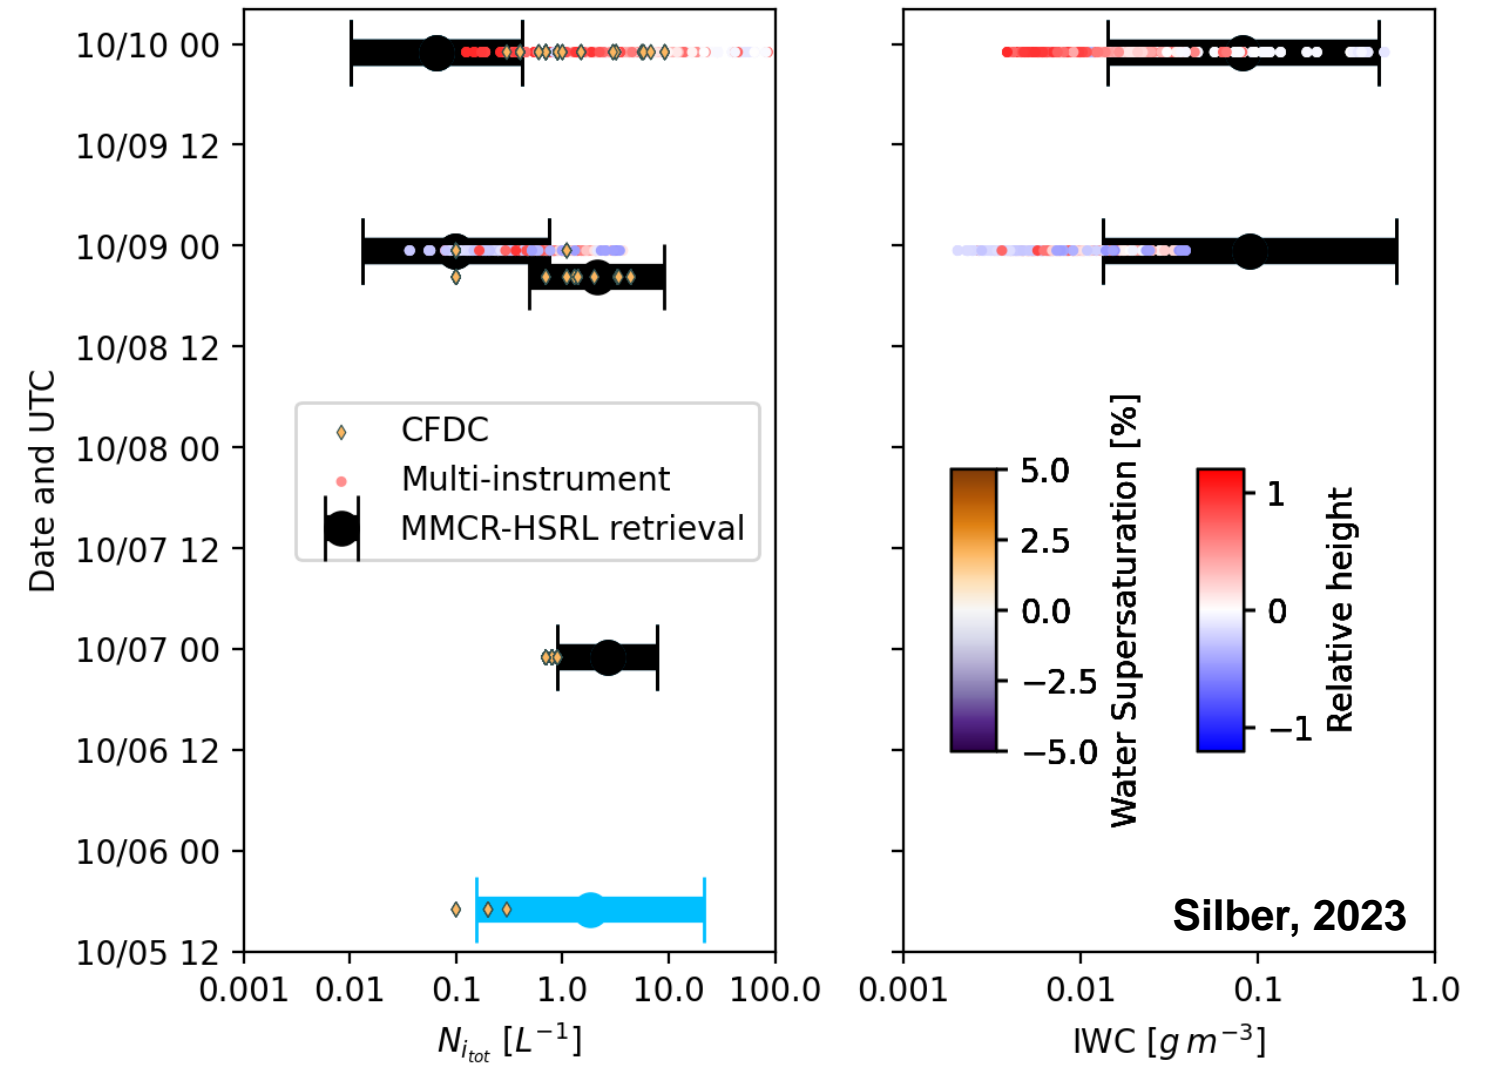 10/10 00
10/09 12
10/09 00
10/08 12
10/08 00
10/07 12
10/07 00
10/06 12
10/06 00
10/05 12
Date and UTC
CFDC
Multi-instrument
MMCR-HSRL retrieval
0.001 0.01 0.1 1.0 10.0 100.0
N_{i_{tot}} [L^{−1}]
5.0
2.5
0.0
−2.5
−5.0
Water Supersaturation [%]
1
0
−1
Relative height
Silber, 2023
0.001 0.01 0.1 1.0
IWC [g m^{−3}]